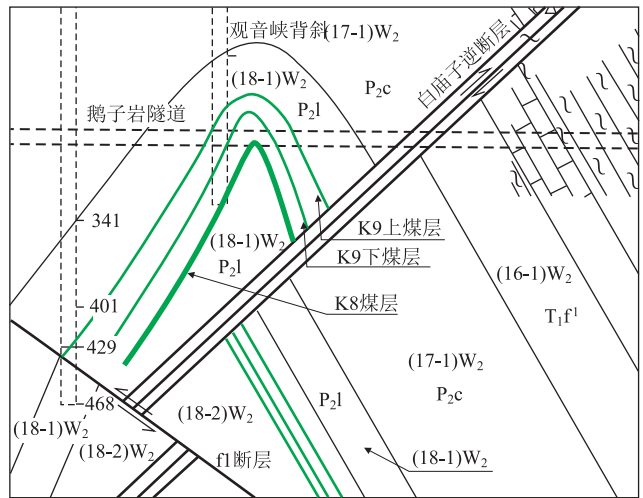 观音峡背斜
(17-1)W₂
(18-1)W₂
P₂c
白庙子逆断层
鹅子岩隧道
P₂l
341
K9上煤层
(18-1)W₂
K9下煤层
P₂l
(16-1)W₂
401
K8煤层
T₁f¹
429
(17-1)W₂
P₂c
468
P₂l
(18-1)W₂
(18-2)W₂
(18-2)W₂
f1断层
(18-1)W₂